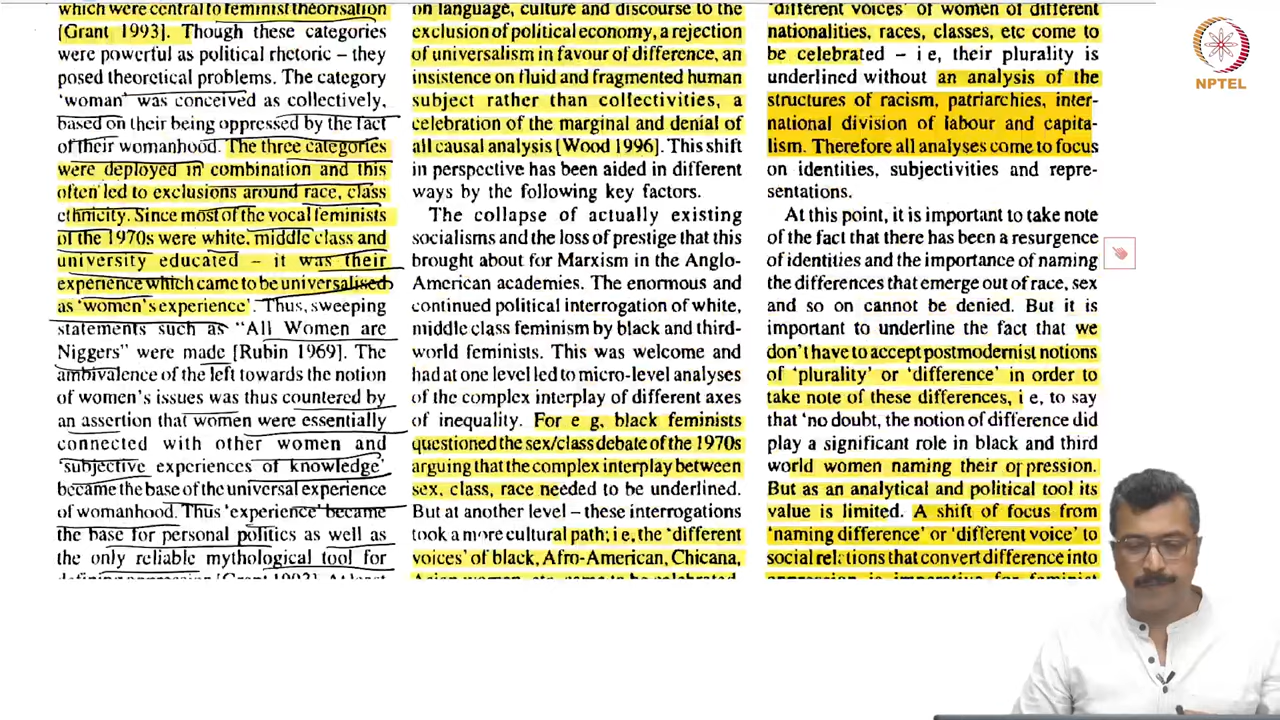 which were central to feminist theorisation
[Grant 1993]. Though these categories
were powerful as political rhetoric – they
posed theoretical problems. The category
'woman' was conceived as collectively,
based on their being oppressed by the fact
of their womanhood. The three categories
were deployed in combination and this
often led to exclusions around race, class
ethnicity. Since most of the vocal feminists
of the 1970s were white, middle class and
university educated – it was their
experience which came to be universalised
as 'women's experience'. Thus, sweeping
statements such as "All Women are
Niggers" were made [Rubin 1969]. The
ambivalence of the left towards the notion
of women's issues was thus countered by
an assertion that women were essentially
connected with other women and
'subjective experiences of knowledge'
became the base of the universal experience
of womanhood. Thus 'experience' became
the base for personal politics as well as
the only reliable mythological tool for
on language, culture and discourse to the
exclusion of political economy, a rejection
of universalism in favour of difference, an
insistence on fluid and fragmented human
subject rather than collectivities, a
celebration of the marginal and denial of
all causal analysis [Wood 1996]. This shift
in perspective has been aided in different
ways by the following key factors.
The collapse of actually existing
socialisms and the loss of prestige that this
brought about for Marxism in the Anglo-
American academies. The enormous and
continued political interrogation of white,
middle class feminism by black and third-
world feminists. This was welcome and
had at one level led to micro-level analyses
of the complex interplay of different axes
of inequality. For e g, black feminists
questioned the sex/class debate of the 1970s
arguing that the complex interplay between
sex, class, race needed to be underlined.
But at another level – these interrogations
took a more cultural path; i e, the 'different
voices' of black, Afro-American, Chicana,
'different voices' of women of different
nationalities, races, classes, etc come to
be celebrated – i e, their plurality is
underlined without an analysis of the
structures of racism, patriarchies, inter-
national division of labour and capita-
lism. Therefore all analyses come to focus
on identities, subjectivities and repre-
sentations.
At this point, it is important to take note
of the fact that there has been a resurgence
of identities and the importance of naming
the differences that emerge out of race, sex
and so on cannot be denied. But it is
important to underline the fact that we
don't have to accept postmodernist notions
of 'plurality' or 'difference' in order to
take note of these differences, i e, to say
that 'no doubt, the notion of difference did
play a significant role in black and third
world women naming their oppression.
But as an analytical and political tool its
value is limited. A shift of focus from
'naming difference' or 'different voice' to
social relations that convert difference into
NPTEL